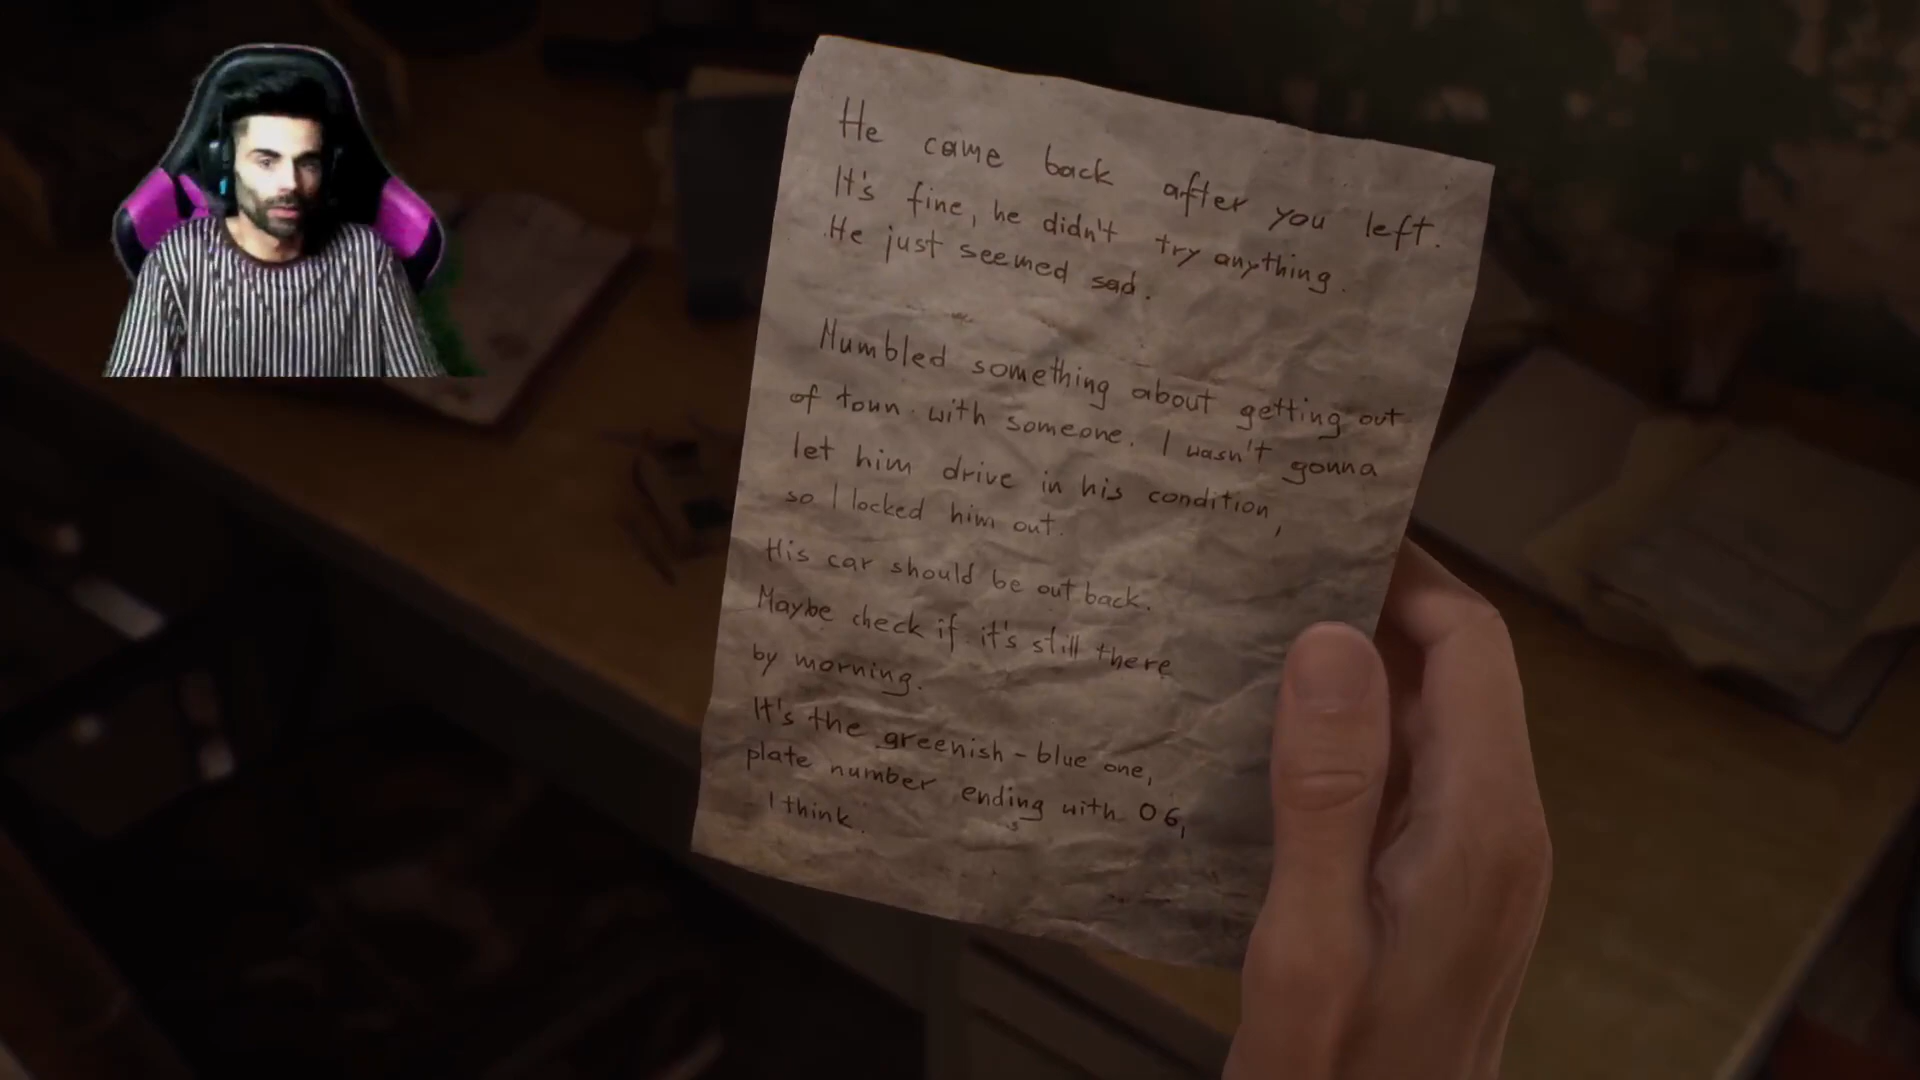 He came back after you left.
It's fine, he didn't try anything.
He just seemed sad.
Mumbled something about getting out
of town with someone. I wasn't gonna
let him drive in his condition,
so I locked him out.
His car should be out back.
Maybe check if it's still there
by morning.
It's the greenish-blue one,
plate number ending with 06,
I think.